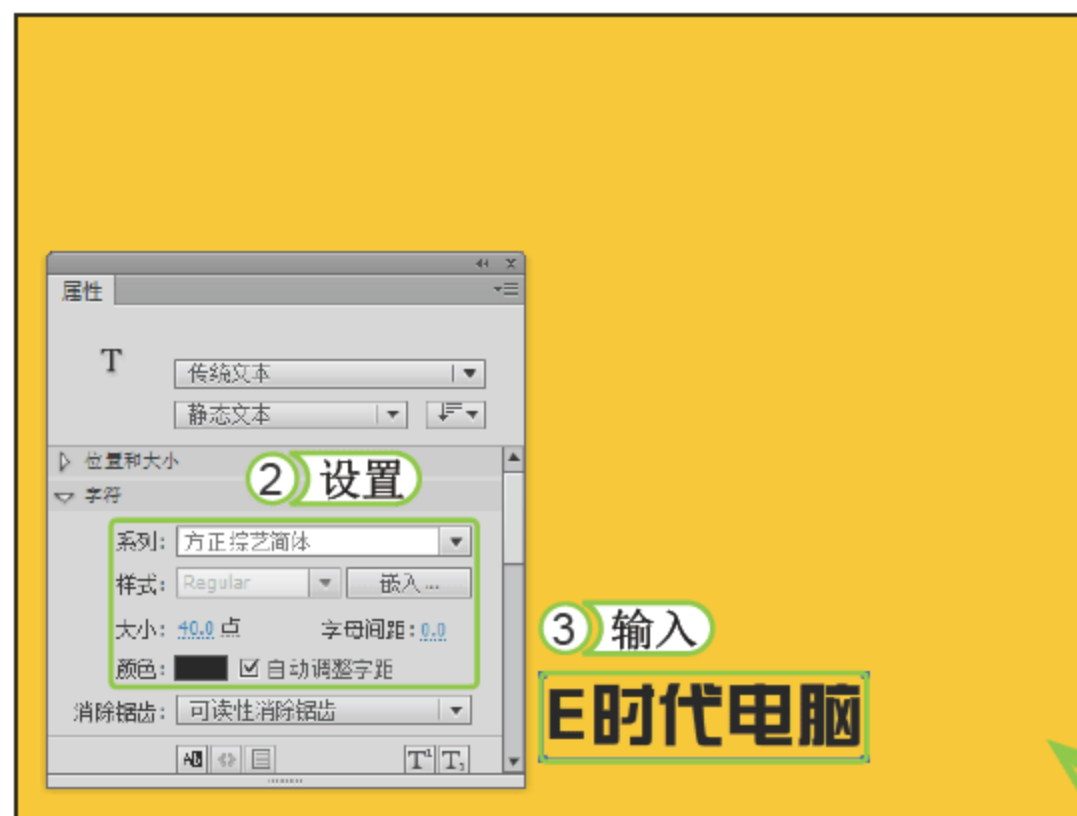 属性
T
传统文本
静态文本
位置和大小
② 设置
字符
系列: 方正综艺简体
样式: Regular 嵌入...
大小: 40.0 点 字母间距: 0.0
颜色: 自动调整字距
③ 输入
E时代电脑
消除锯齿: 可读性消除锯齿
T¹ T₁